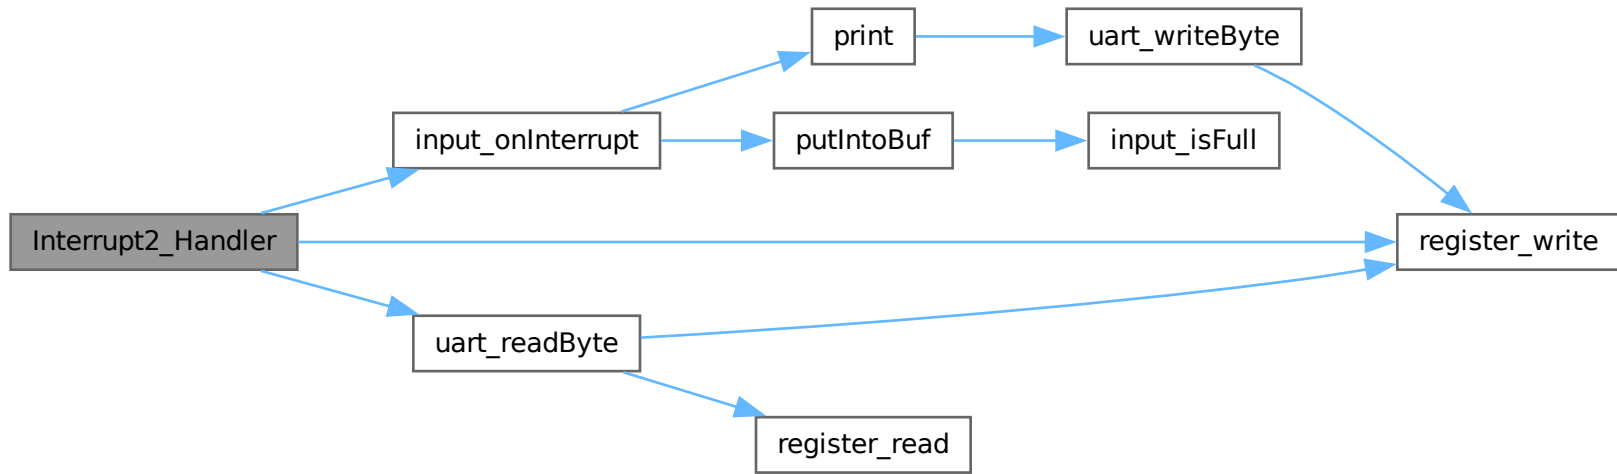 print
uart_writeByte
input_onInterrupt
putIntoBuf
input_isFull
Interrupt2_Handler
register_write
uart_readByte
register_read